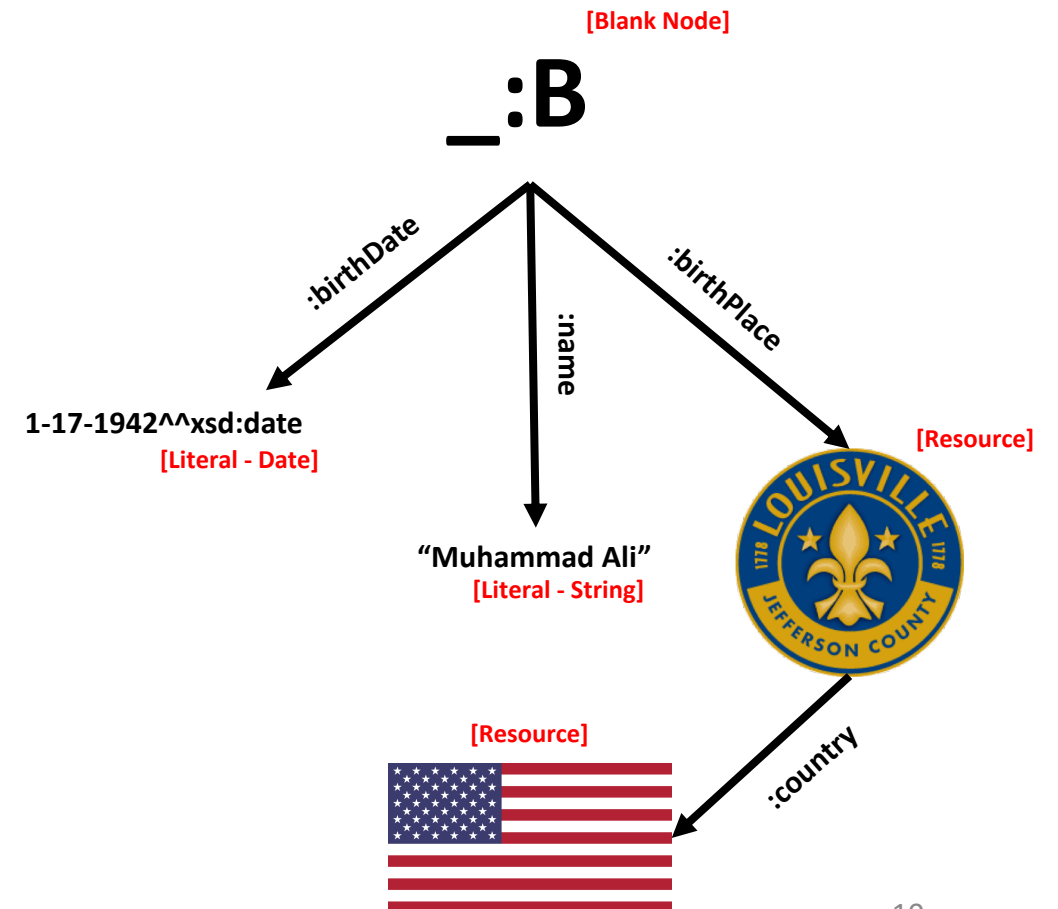 [Blank Node]
_:B
:birthDate
:name
:birthPlace
1-17-1942^^xsd:date
[Literal - Date]
[Resource]
LOUISVILLE
1778
1778
JEFFERSON COUNTY
“Muhammad Ali”
[Literal - String]
[Resource]
:country